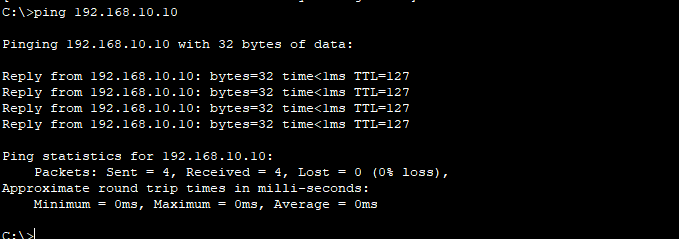 C:\>ping 192.168.10.10
Pinging 192.168.10.10 with 32 bytes of data:
Reply from 192.168.10.10: bytes=32 time<1ms TTL=127
Reply from 192.168.10.10: bytes=32 time<1ms TTL=127
Reply from 192.168.10.10: bytes=32 time<1ms TTL=127
Reply from 192.168.10.10: bytes=32 time<1ms TTL=127
Ping statistics for 192.168.10.10:
    Packets: Sent = 4, Received = 4, Lost = 0 (0% loss),
Approximate round trip times in milli-seconds:
    Minimum = 0ms, Maximum = 0ms, Average = 0ms
C:\>